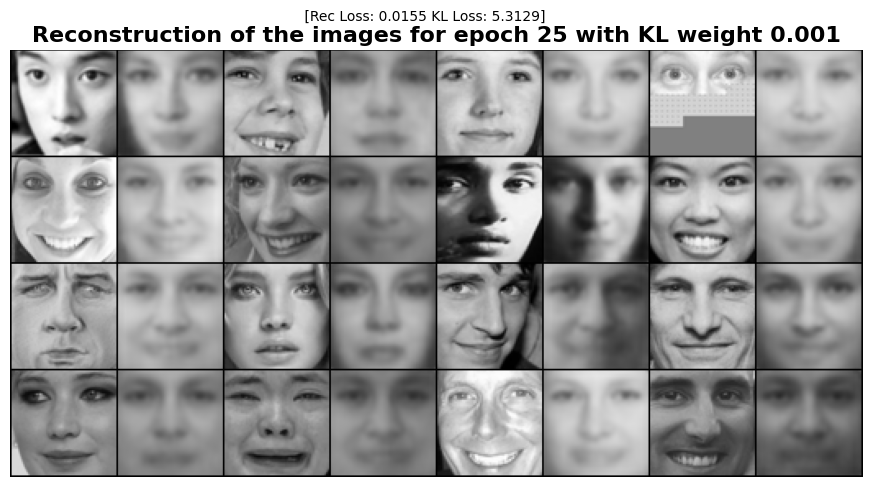 [Rec Loss: 0.0155 KL Loss: 5.3129]
Reconstruction of the images for epoch 25 with KL weight 0.001